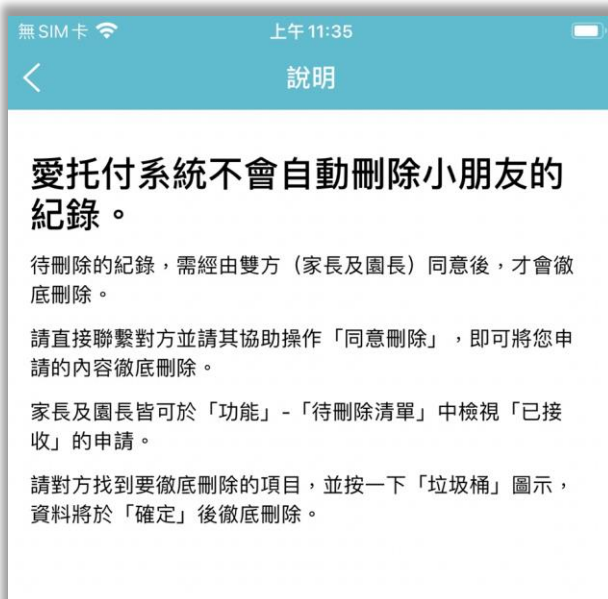 無SIM卡 上午11:35
說明
愛托付系統不會自動刪除小朋友的
紀錄。
待刪除的紀錄，需經由雙方（家長及園長）同意後，才會徹
底刪除。
請直接聯繫對方並請其協助操作「同意刪除」，即可將您申
請的內容徹底刪除。
家長及園長皆可於「功能」-「待刪除清單」中檢視「已接
收」的申請。
請對方找到要徹底刪除的項目，並按一下「垃圾桶」圖示，
資料將於「確定」後徹底刪除。